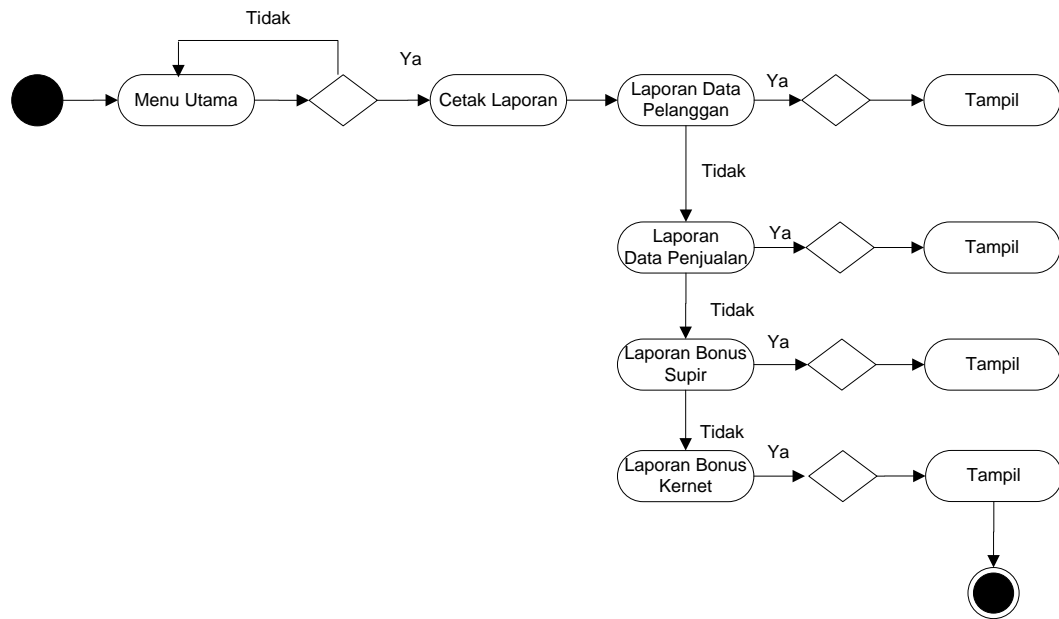 Tidak
Ya
Menu Utama
Cetak Laporan
Laporan Data
Pelanggan
Ya
Tampil
Tidak
Laporan
Data Penjualan
Ya
Tampil
Tidak
Laporan Bonus
Supir
Ya
Tampil
Tidak
Laporan Bonus
Kernet
Ya
Tampil